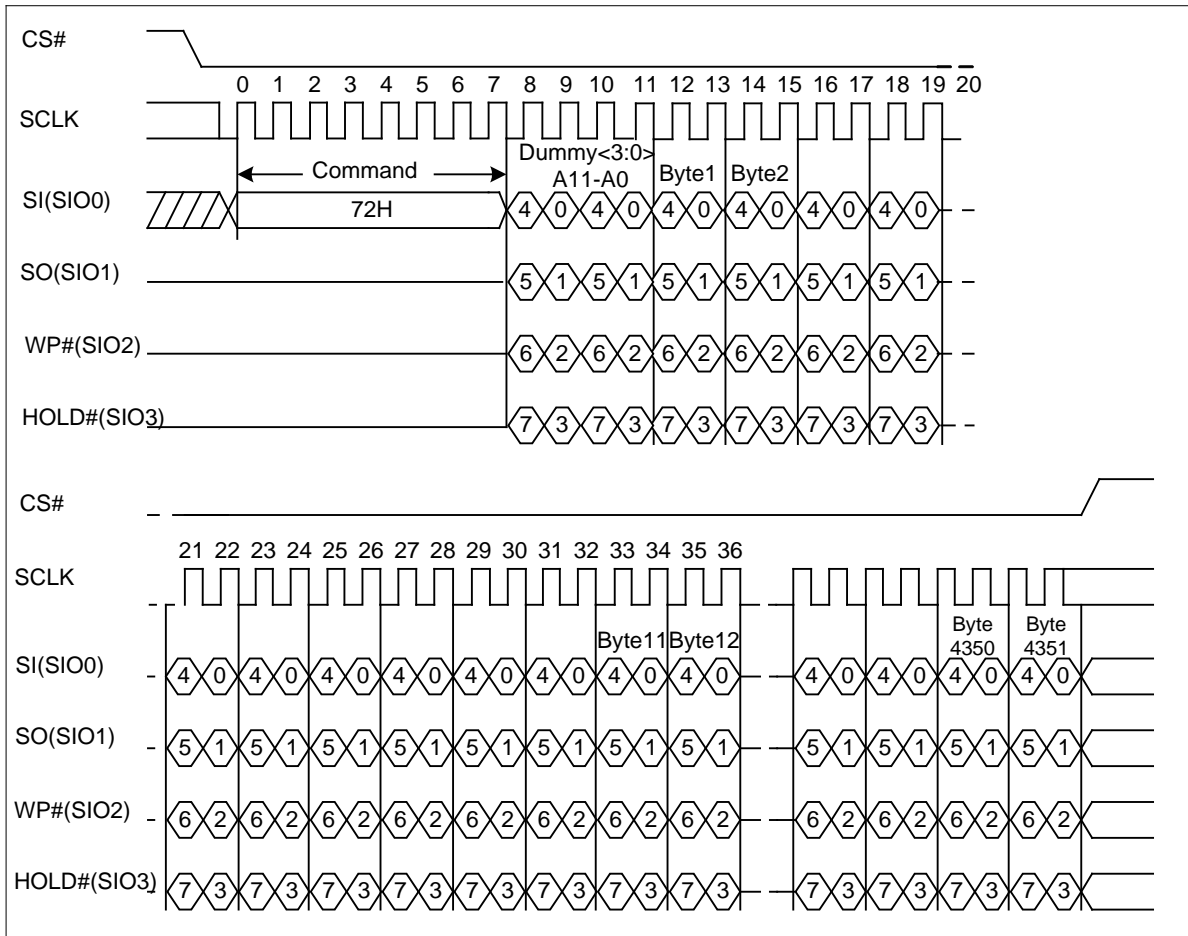 CS#
0 1 2 3 4 5 6 7 8 9 10 11 12 13 14 15 16 17 18 19 20
SCLK
Command
Dummy<3:0>
A11-A0
Byte1 Byte2
SI(SIO0)
72H
4 0 4 0 4 0 4 0 4 0 4 0
SO(SIO1)
5 1 5 1 5 1 5 1 5 1 5 1
WP#(SIO2)
6 2 6 2 6 2 6 2 6 2 6 2
HOLD#(SIO3)
7 3 7 3 7 3 7 3 7 3 7 3
CS#
21 22 23 24 25 26 27 28 29 30 31 32 33 34 35 36
SCLK
Byte11 Byte12
Byte 4350
Byte 4351
SI(SIO0)
4 0 4 0 4 0 4 0 4 0 4 0 4 0 4 0 4 0 4 0 4 0 4 0
SO(SIO1)
5 1 5 1 5 1 5 1 5 1 5 1 5 1 5 1 5 1 5 1 5 1 5 1
WP#(SIO2)
6 2 6 2 6 2 6 2 6 2 6 2 6 2 6 2 6 2 6 2 6 2 6 2
HOLD#(SIO3)
7 3 7 3 7 3 7 3 7 3 7 3 7 3 7 3 7 3 7 3 7 3 7 3